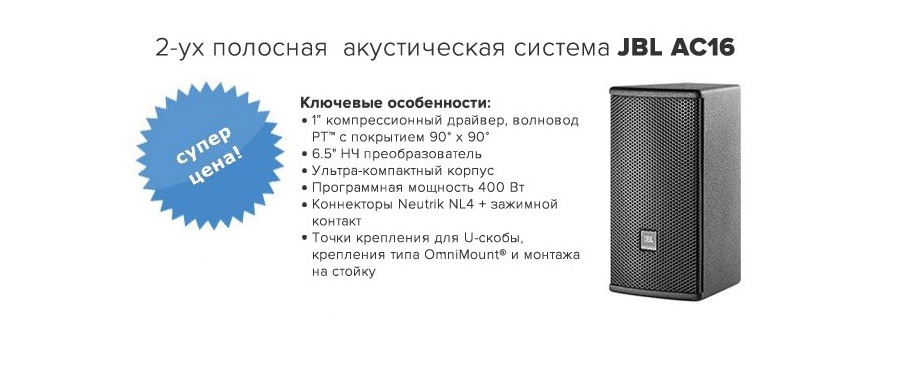 2-ух полосная акустическая система JBL AC16
супер
цена!
Ключевые особенности:
• 1” компрессионный драйвер, волновод
PT™ с покрытием 90° x 90°
• 6.5" НЧ преобразователь
• Ультра-компактный корпус
• Программная мощность 400 Вт
• Коннекторы Neutrik NL4 + зажимной
контакт
• Точки крепления для U-скобы,
крепления типа OmniMount® и монтажа
на стойку
JBL